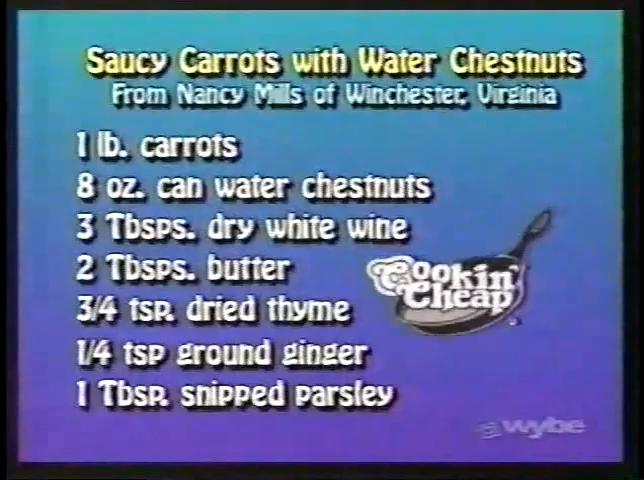 Saucy Carrots with Water Chestnuts
From Nancy Mills of Winchester, Virginia
1 lb. carrots
8 oz. can water chestnuts
3 Tbsps. dry white wine
2 Tbsps. butter
3/4 tsp. dried thyme
1/4 tsp ground ginger
1 Tbsp. snipped parsley
Cookin' Cheap
wybe